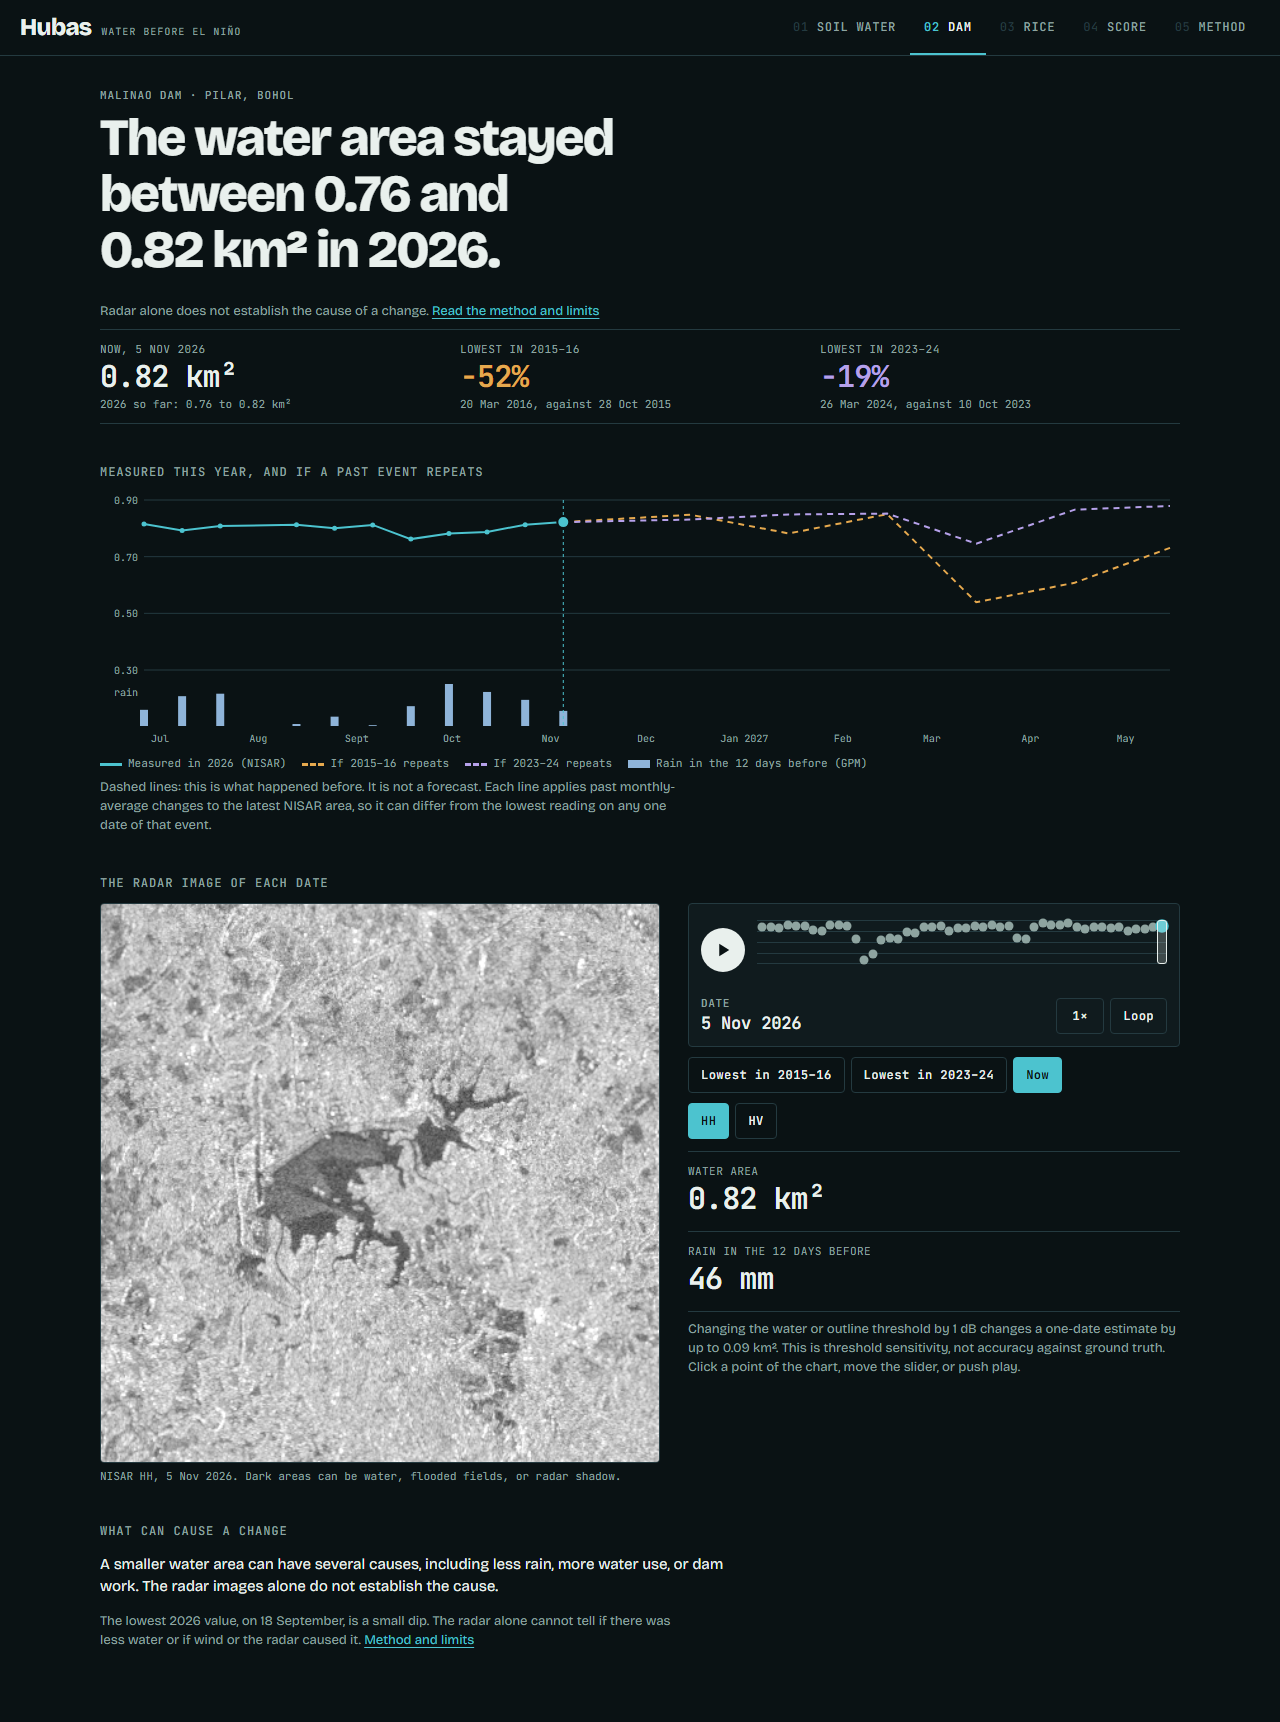 Hubas WATER BEFORE EL NIÑO
01 SOIL WATER 02 DAM 03 RICE 04 SCORE 05 METHOD
MALINAO DAM · PILAR, BOHOL
The water area stayed
between 0.76 and
0.82 km² in 2026.
Radar alone does not establish the cause of a change. Read the method and limits
NOW, 5 NOV 2026
0.82 km²
2026 so far: 0.76 to 0.82 km²
LOWEST IN 2015–16
-52%
20 Mar 2016, against 28 Oct 2015
LOWEST IN 2023–24
-19%
26 Mar 2024, against 10 Oct 2023
MEASURED THIS YEAR, AND IF A PAST EVENT REPEATS
0.90
0.70
0.50
0.30
rain
Jul Aug Sept Oct Nov Dec Jan 2027 Feb Mar Apr May
Measured in 2026 (NISAR) If 2015–16 repeats If 2023–24 repeats Rain in the 12 days before (GPM)
Dashed lines: this is what happened before. It is not a forecast. Each line applies past monthly-
average changes to the latest NISAR area, so it can differ from the lowest reading on any one
date of that event.
THE RADAR IMAGE OF EACH DATE
DATE
5 Nov 2026
1× Loop
Lowest in 2015–16 Lowest in 2023–24 Now
HH HV
WATER AREA
0.82 km²
RAIN IN THE 12 DAYS BEFORE
46 mm
Changing the water or outline threshold by 1 dB changes a one-date estimate by
up to 0.09 km². This is threshold sensitivity, not accuracy against ground truth.
Click a point of the chart, move the slider, or push play.
NISAR HH, 5 Nov 2026. Dark areas can be water, flooded fields, or radar shadow.
WHAT CAN CAUSE A CHANGE
A smaller water area can have several causes, including less rain, more water use, or dam
work. The radar images alone do not establish the cause.
The lowest 2026 value, on 18 September, is a small dip. The radar alone cannot tell if there was
less water or if wind or the radar caused it. Method and limits